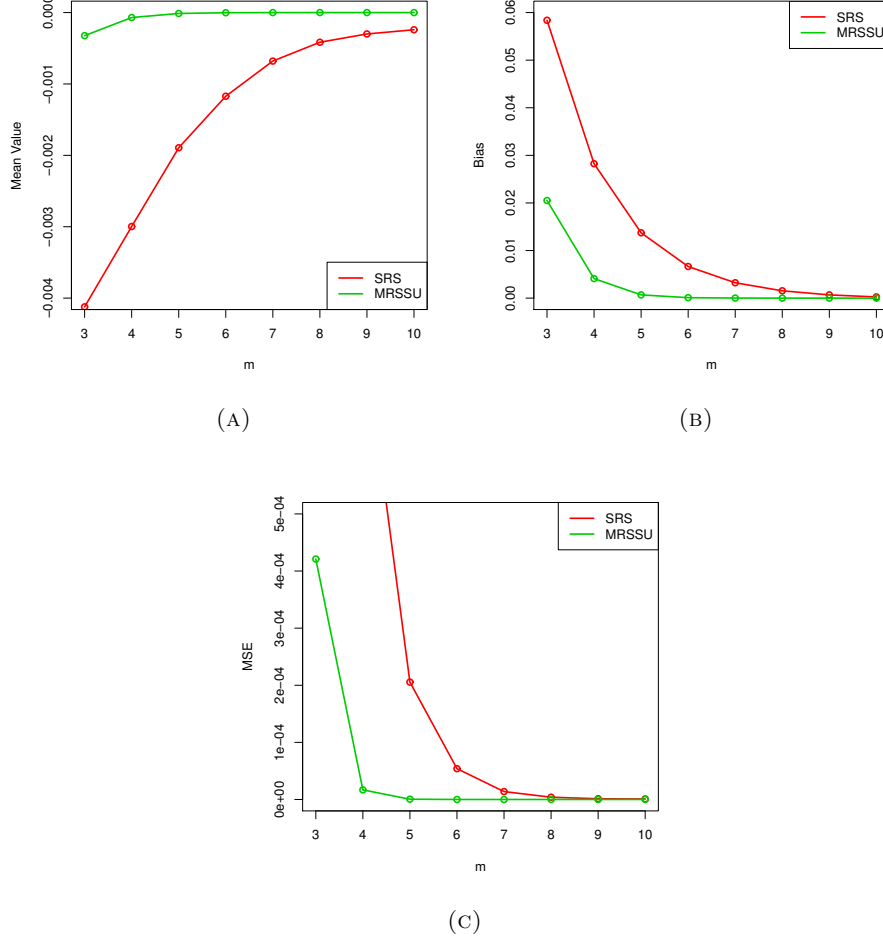 0.000
−0.001
−0.002
−0.003
−0.004
Mean Value
3 4 5 6 7 8 9 10
m
SRS
MRSSU
(A)
0.06
0.05
0.04
0.03
0.02
0.01
0.00
Bias
3 4 5 6 7 8 9 10
m
SRS
MRSSU
(B)
5e−04
4e−04
3e−04
2e−04
1e−04
0e+00
MSE
3 4 5 6 7 8 9 10
m
SRS
MRSSU
(C)